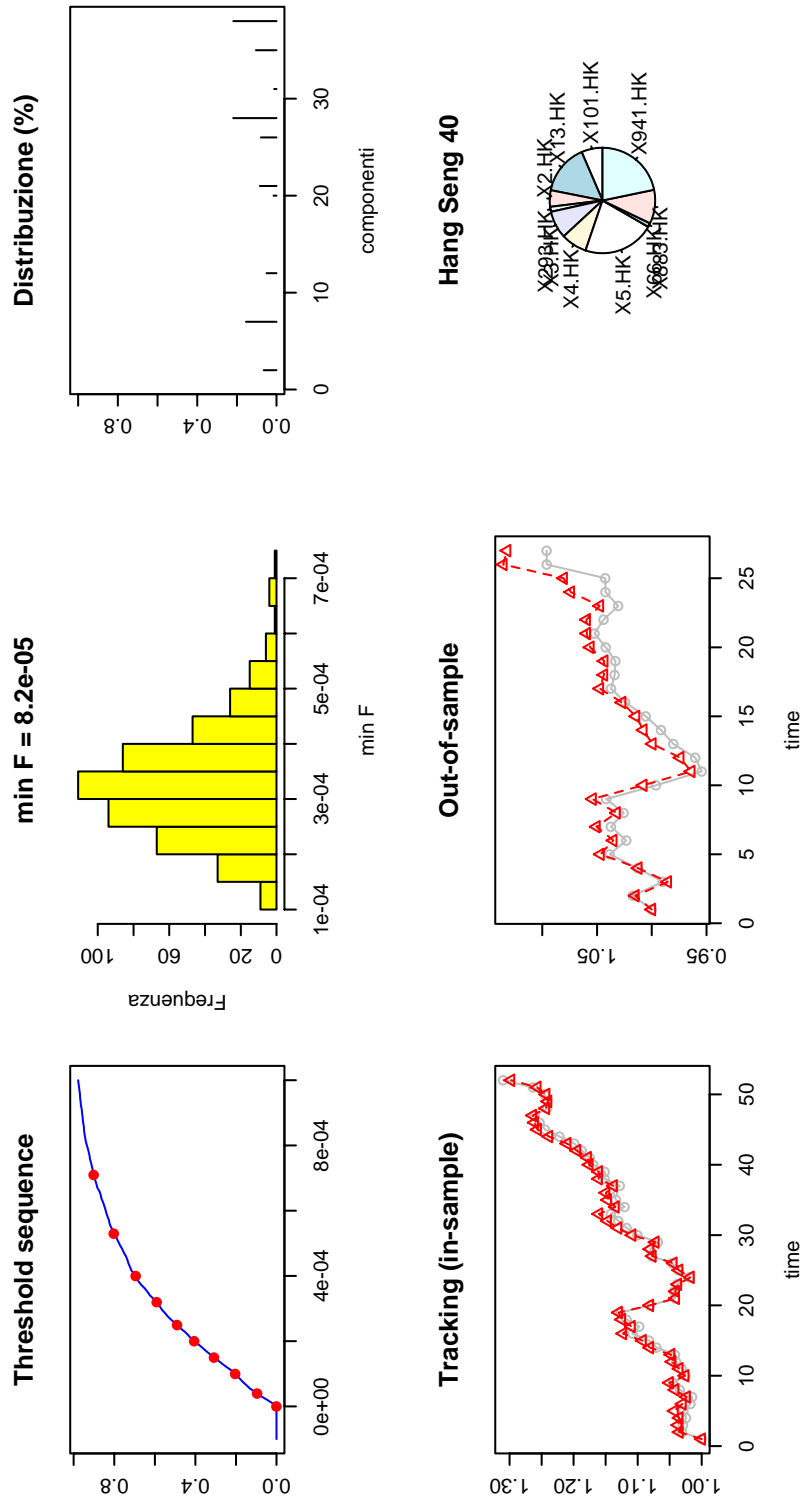 Threshold sequence
0.0 0.4 0.8
0e+00 4e-04 8e-04
min F = 8.2e-05
Frequenza
0 20 60 100
1e-04 3e-04 5e-04 7e-04
min F
Distribuzione (%)
0.0 0.4 0.8
0 10 20 30
componenti
Tracking (in-sample)
1.00 1.10 1.20 1.30
0 10 20 30 40 50
time
Out-of-sample
0.95 1.05
0 5 10 15 20 25
time
Hang Seng 40
X101.HK
X13.HK
X2.HK
X293.HK
X3.HK
X4.HK
X5.HK
X66.HK
X883.HK
X941.HK